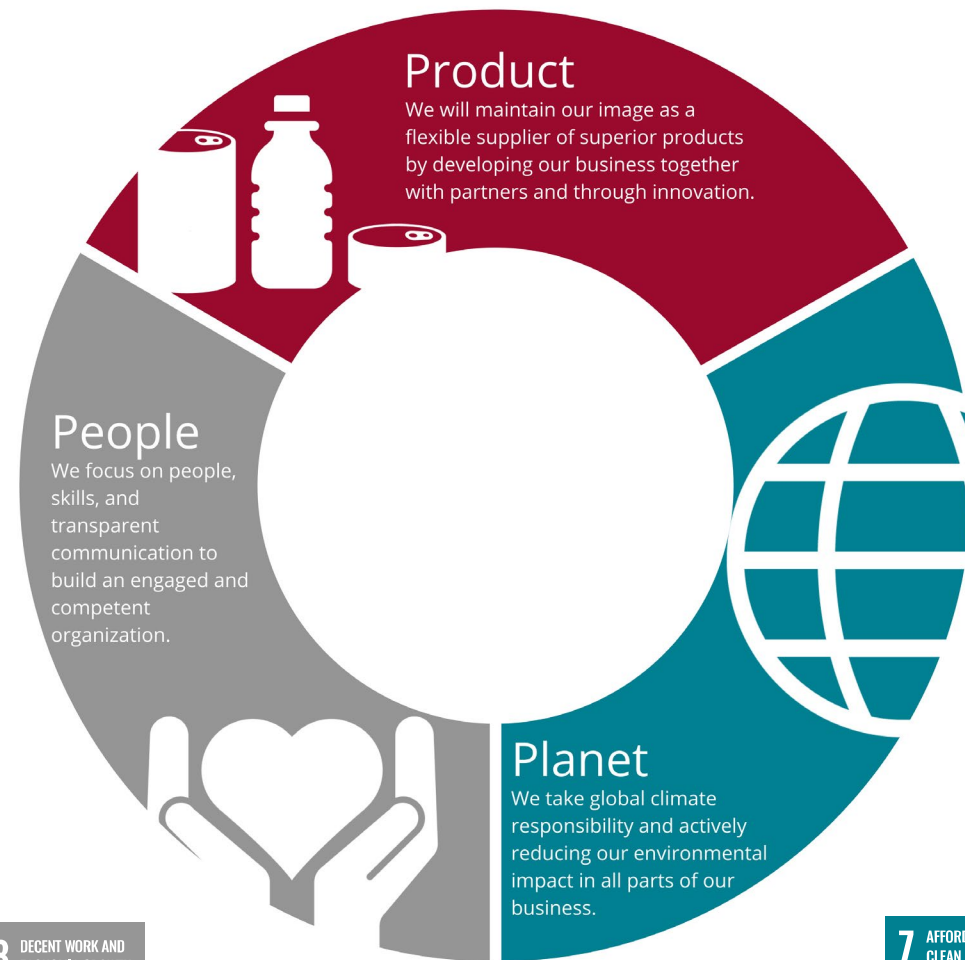 Product
We will maintain our image as a
flexible supplier of superior products
by developing our business together
with partners and through innovation.
People
We focus on people,
skills, and
transparent
communication to
build an engaged and
competent
organization.
Planet
We take global climate
responsibility and actively
reducing our environmental
impact in all parts of our
business.
DECENT WORK AND
7
CLEAN